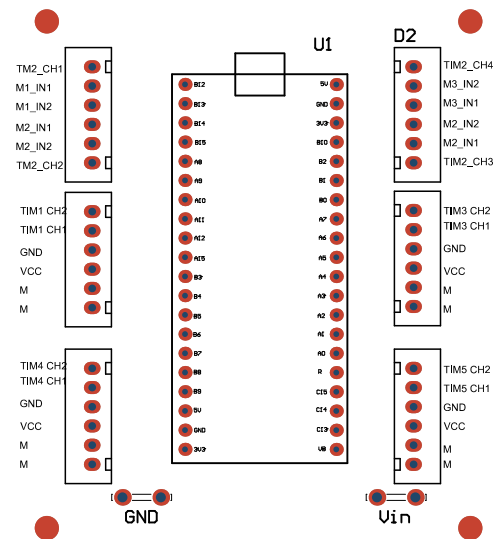 U1
D2
TM2_CH1
M1_IN1
M1_IN2
M2_IN1
M2_IN2
TM2_CH2
TIM1 CH2
TIM1 CH1
GND
VCC
M
M
TIM4 CH2
TIM4 CH1
GND
VCC
M
M
B12
B13
B14
B15
A8
A9
A10
A11
A12
A15
B3
B4
B5
B6
B7
B8
B9
5V
GND
3V3
5V
GND
3V3
B10
B2
B1
B0
A7
A6
A5
A4
A3
A2
A1
A0
R
C15
C14
C13
VB
TIM2_CH4
M3_IN2
M3_IN1
M2_IN2
M2_IN1
TIM2_CH3
TIM3 CH2
TIM3 CH1
GND
VCC
M
M
TIM5 CH2
TIM5 CH1
GND
VCC
M
M
GND
Vin